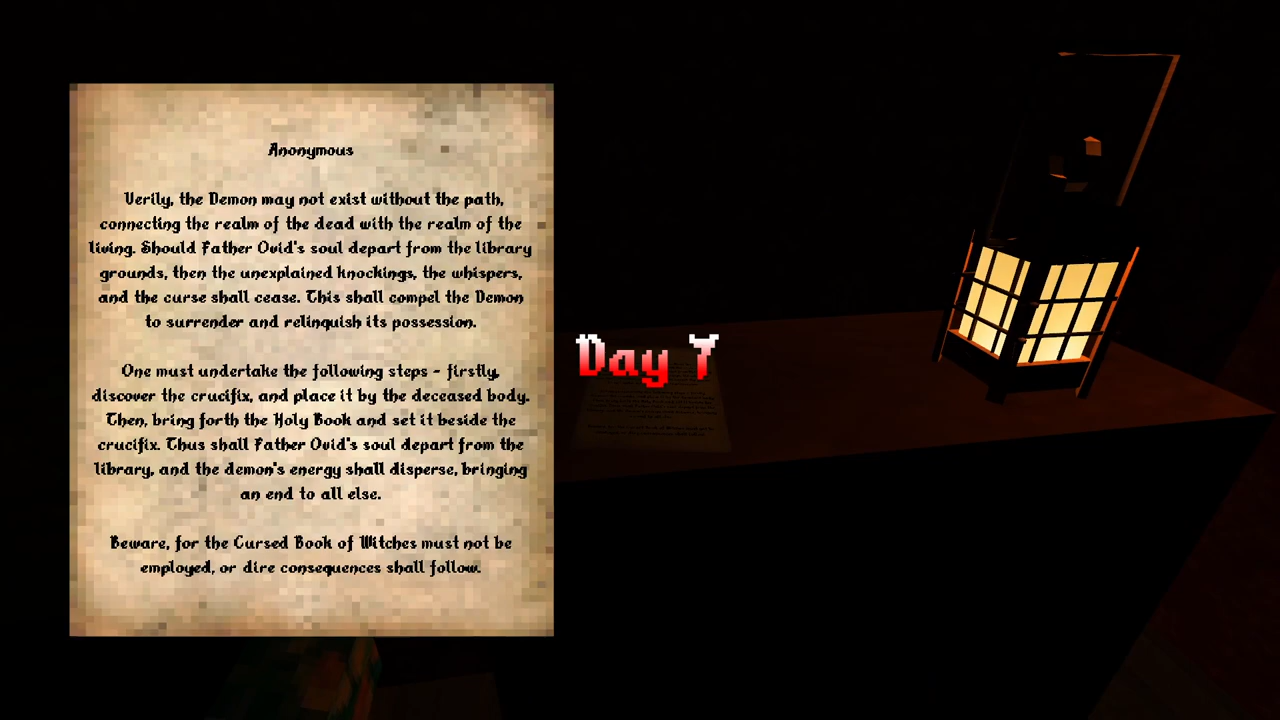 Anonymous
Verily, the Demon may not exist without the path,
connecting the realm of the dead with the realm of the
living. Should Father Ovid's soul depart from the library
grounds, then the unexplained knockings, the whispers,
and the curse shall cease. This shall compel the Demon
to surrender and relinquish its possession.
One must undertake the following steps - firstly,
discover the crucifix, and place it by the deceased body.
Then, bring forth the Holy Book and set it beside the
crucifix. Thus shall Father Ovid's soul depart from the
library, and the demon's energy shall disperse, bringing
an end to all else.
Beware, for the Cursed Book of Witches must not be
employed, or dire consequences shall follow.
Day 7